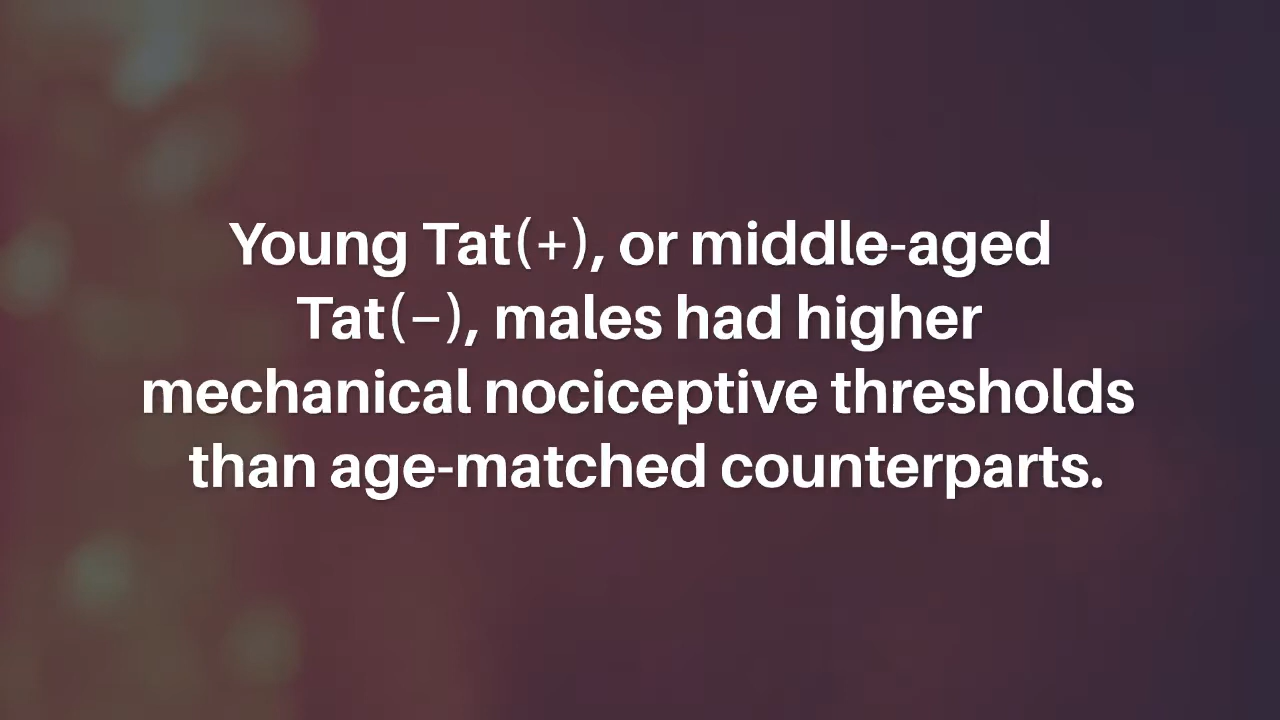 Young Tat(+), or middle-aged
Tat(−), males had higher
mechanical nociceptive thresholds
than age-matched counterparts.